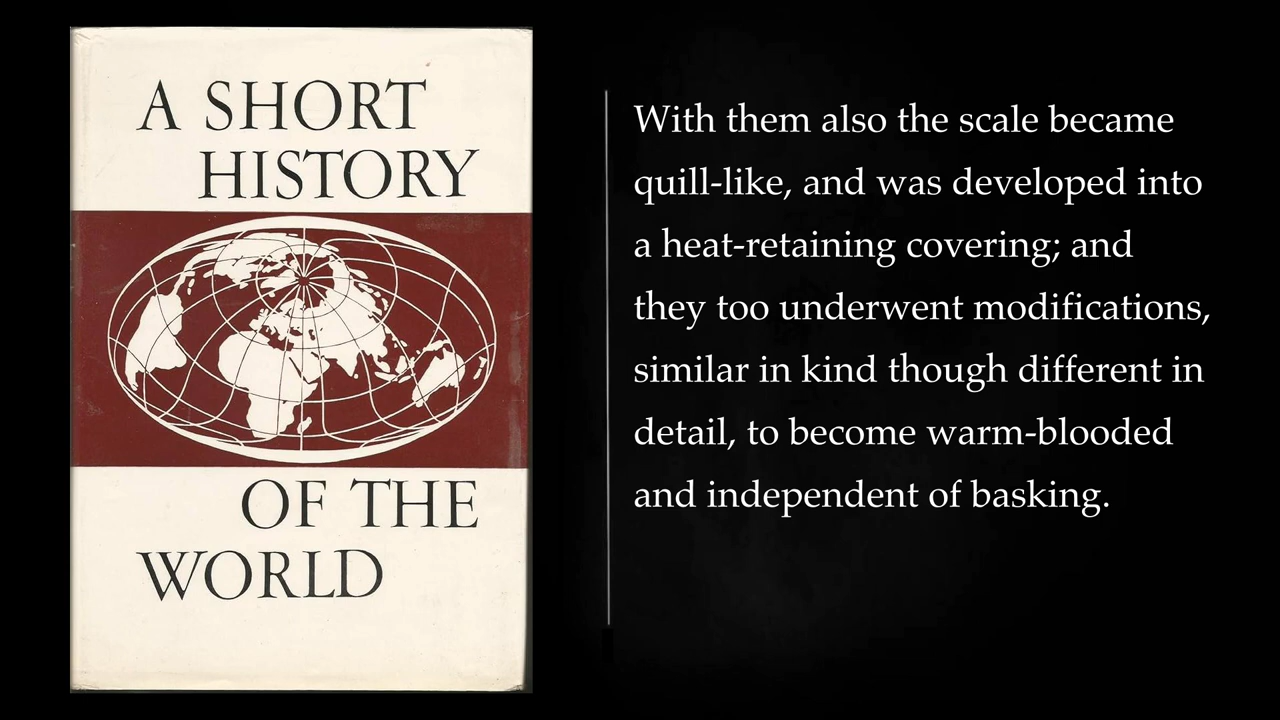 A SHORT
HISTORY
OF THE
WORLD
With them also the scale became
quill-like, and was developed into
a heat-retaining covering; and
they too underwent modifications,
similar in kind though different in
detail, to become warm-blooded
and independent of basking.